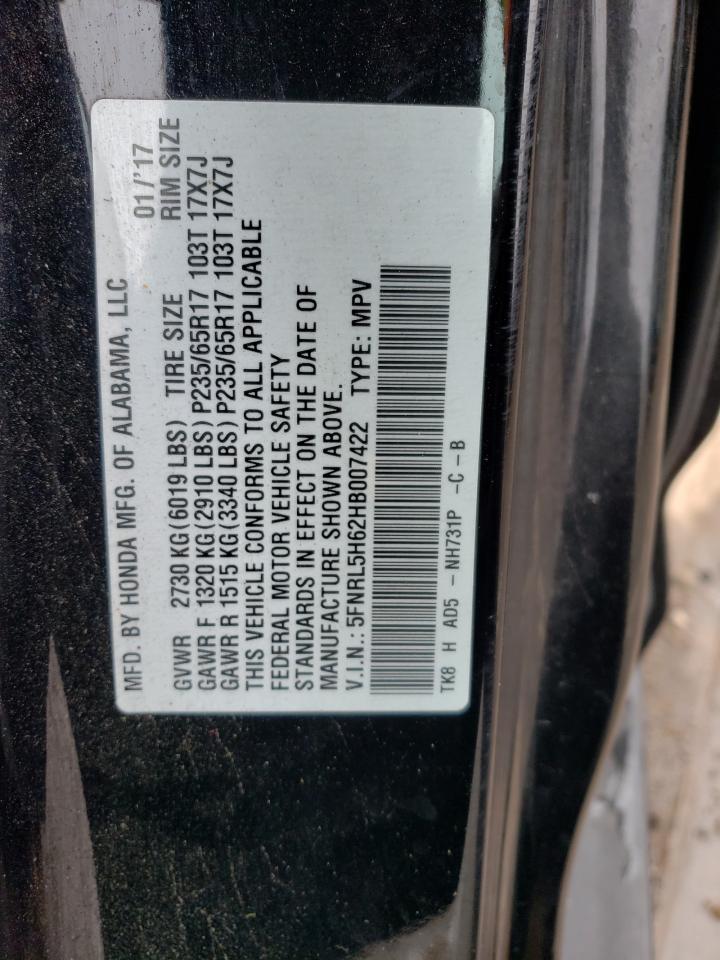 MFD. BY HONDA MFG. OF ALABAMA, LLC 01/'17
GVWR 2730 KG(6019 LBS) TIRE SIZE RIM SIZE
GAWR F 1320 KG(2910 LBS) P235/65R17 103T 17X7J
GAWR R 1515 KG(3340 LBS) P235/65R17 103T 17X7J
THIS VEHICLE CONFORMS TO ALL APPLICABLE
FEDERAL MOTOR VEHICLE SAFETY
STANDARDS IN EFFECT ON THE DATE OF
MANUFACTURE SHOWN ABOVE.
V.I.N.: 5FNRL5H62HB007422 TYPE: MPV
TK8 H AD5 -NH731P -C -B